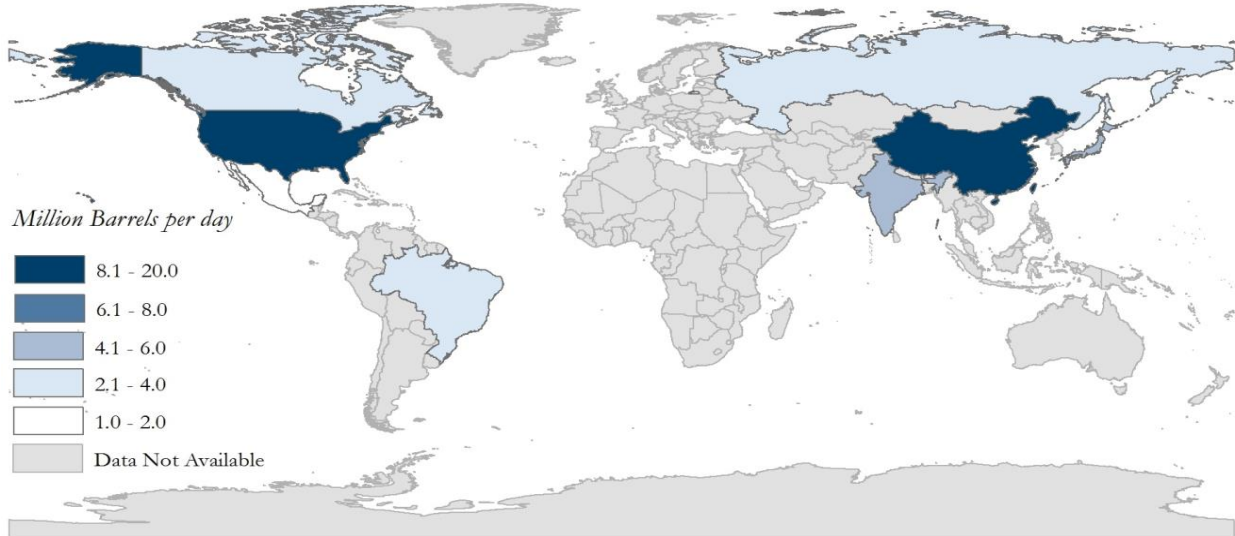 Million Barrels per day
8.1 - 20.0
6.1 - 8.0
4.1 - 6.0
2.1 - 4.0
1.0 - 2.0
Data Not Available